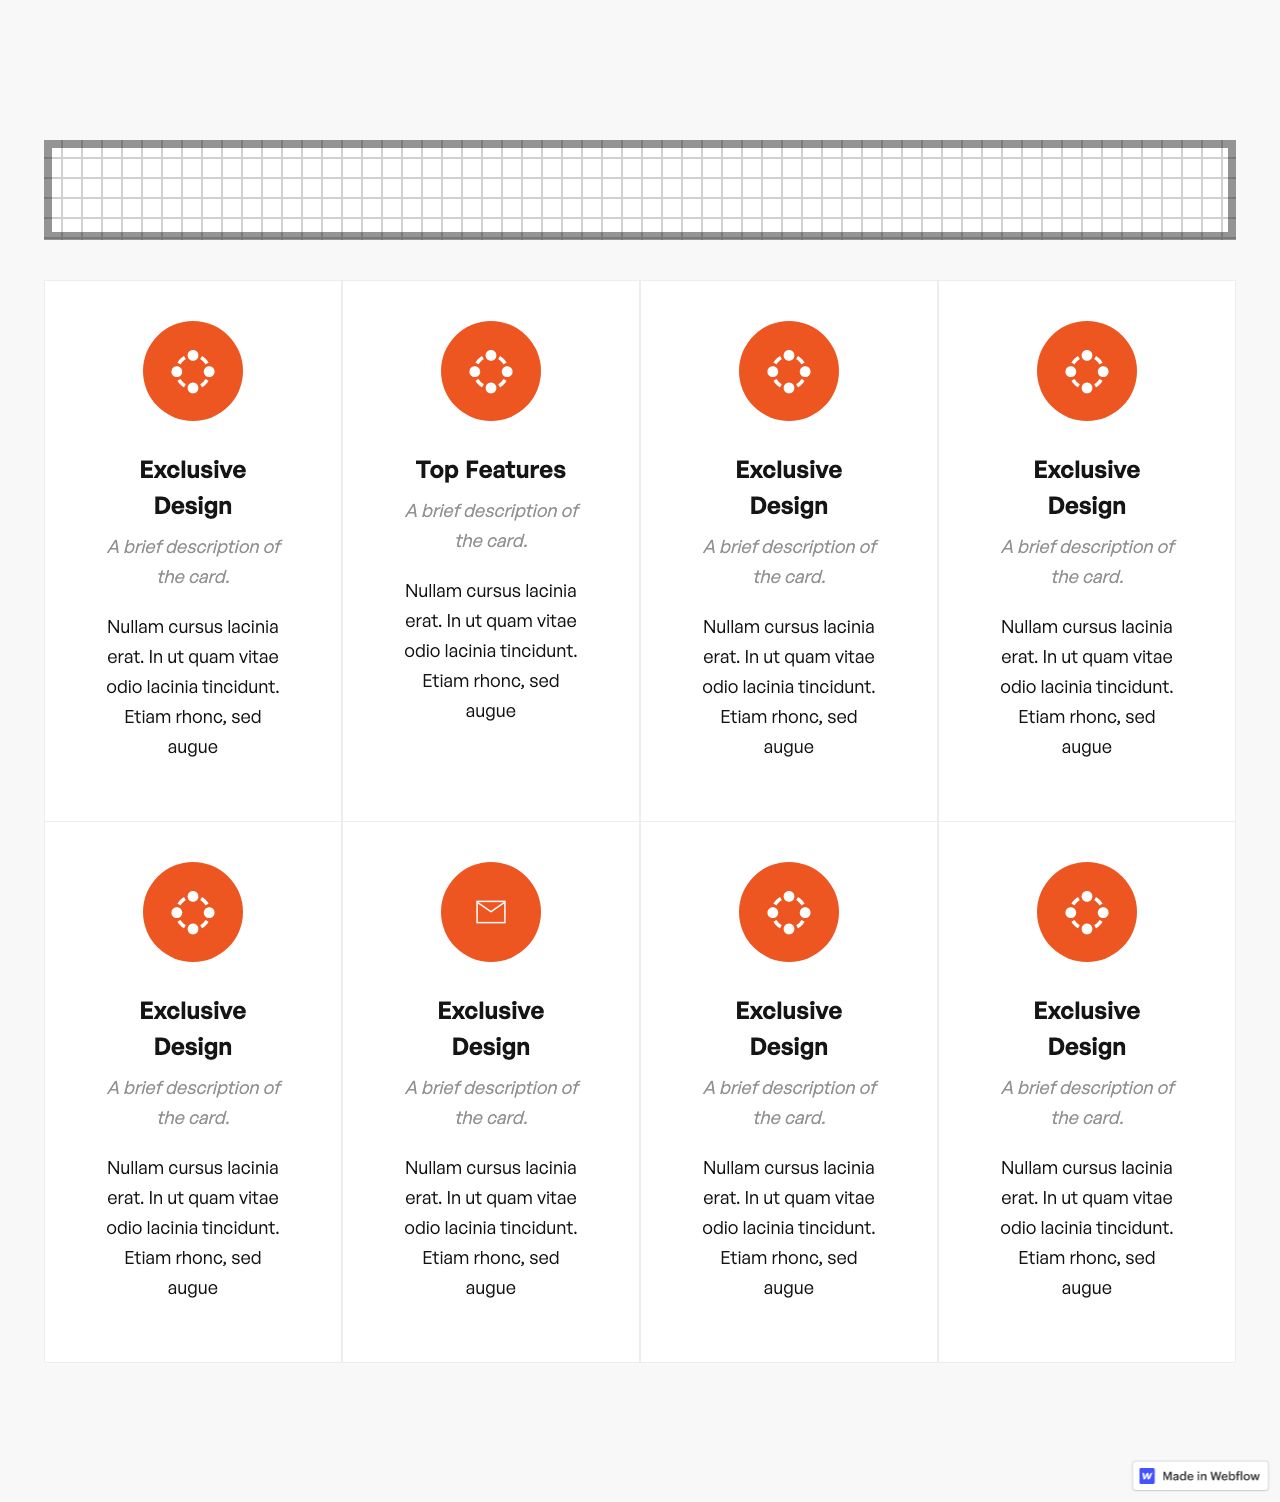 Exclusive
Design
A brief description of
the card.
Nullam cursus lacinia
erat. In ut quam vitae
odio lacinia tincidunt.
Etiam rhonc, sed
augue
Top Features
A brief description of
the card.
Nullam cursus lacinia
erat. In ut quam vitae
odio lacinia tincidunt.
Etiam rhonc, sed
augue
Exclusive
Design
A brief description of
the card.
Nullam cursus lacinia
erat. In ut quam vitae
odio lacinia tincidunt.
Etiam rhonc, sed
augue
Exclusive
Design
A brief description of
the card.
Nullam cursus lacinia
erat. In ut quam vitae
odio lacinia tincidunt.
Etiam rhonc, sed
augue
Exclusive
Design
A brief description of
the card.
Nullam cursus lacinia
erat. In ut quam vitae
odio lacinia tincidunt.
Etiam rhonc, sed
augue
Exclusive
Design
A brief description of
the card.
Nullam cursus lacinia
erat. In ut quam vitae
odio lacinia tincidunt.
Etiam rhonc, sed
augue
Exclusive
Design
A brief description of
the card.
Nullam cursus lacinia
erat. In ut quam vitae
odio lacinia tincidunt.
Etiam rhonc, sed
augue
Exclusive
Design
A brief description of
the card.
Nullam cursus lacinia
erat. In ut quam vitae
odio lacinia tincidunt.
Etiam rhonc, sed
augue
Made in Webflow